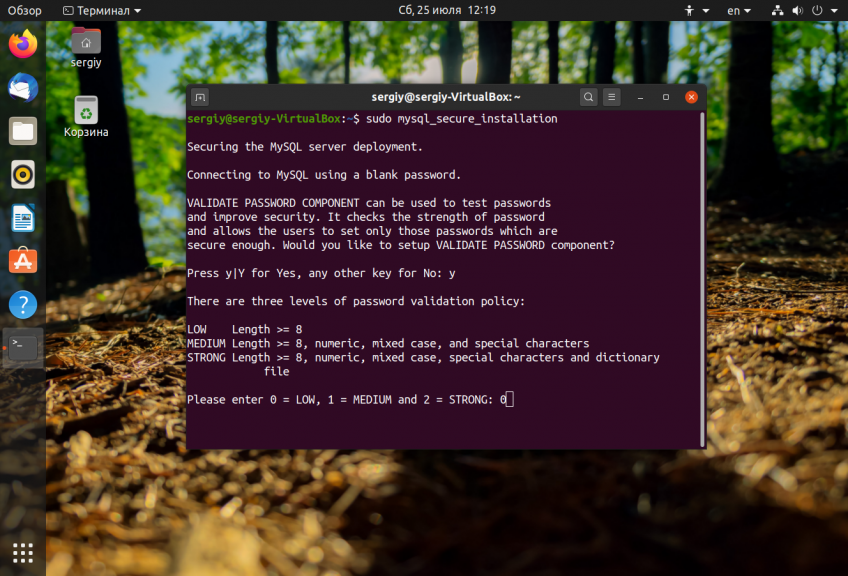 Обзор
Терминал
Сб, 25 июля 12:19
en
sergiy
Корзина
sergiy@sergiy-VirtualBox: ~
sergiy@sergiy-VirtualBox:~$ sudo mysql_secure_installation
Securing the MySQL server deployment.
Connecting to MySQL using a blank password.
VALIDATE PASSWORD COMPONENT can be used to test passwords
and improve security. It checks the strength of password
and allows the users to set only those passwords which are
secure enough. Would you like to setup VALIDATE PASSWORD component?
Press y|Y for Yes, any other key for No: y
There are three levels of password validation policy:
LOW    Length >= 8
MEDIUM Length >= 8, numeric, mixed case, and special characters
STRONG Length >= 8, numeric, mixed case, special characters and dictionary
file
Please enter 0 = LOW, 1 = MEDIUM and 2 = STRONG: 0